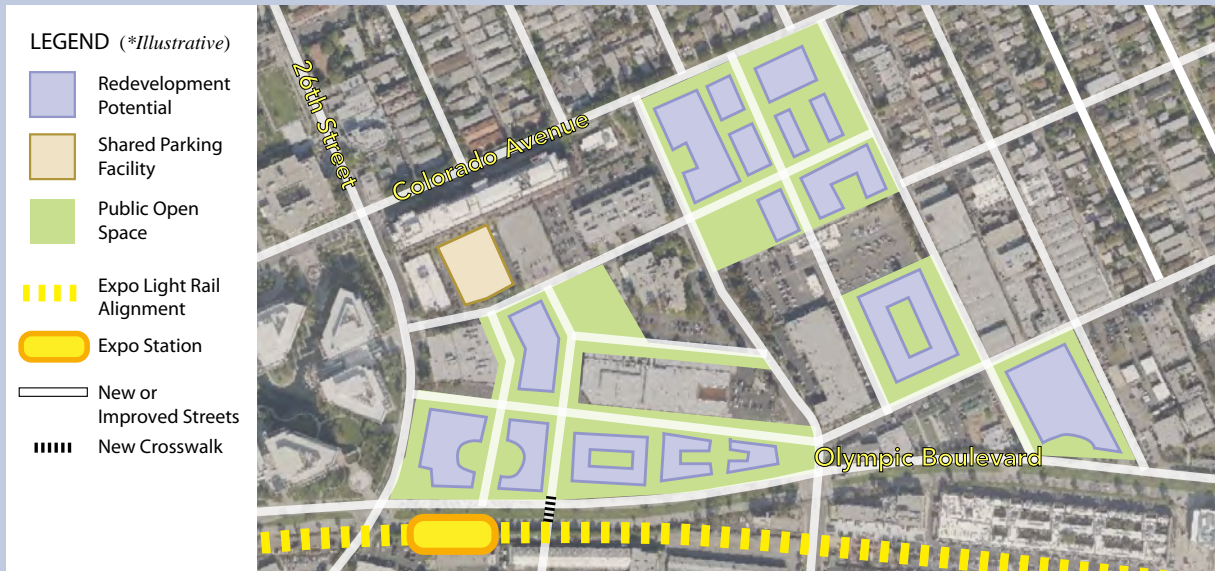 LEGEND (*Illustrative)
Redevelopment
Potential
Shared Parking
Facility
Public Open
Space
Expo Light Rail
Alignment
Expo Station
New or
Improved Streets
New Crosswalk
26th Street
Colorado Avenue
Olympic Boulevard